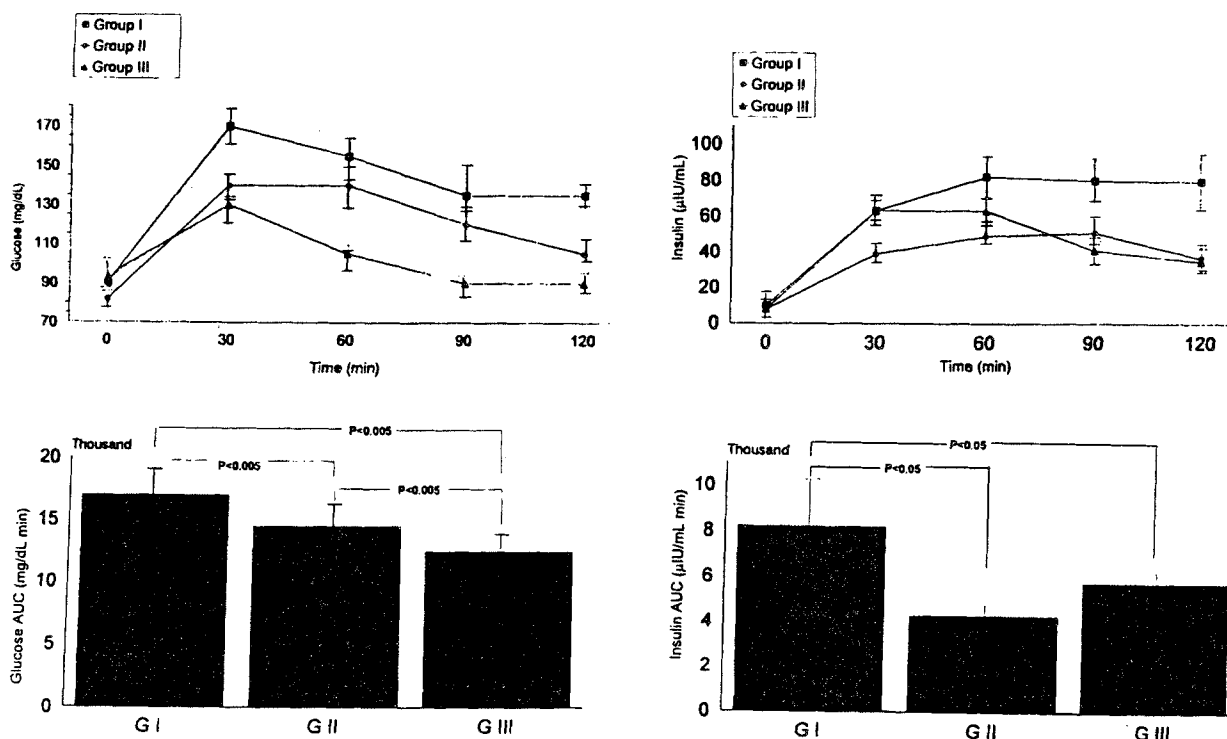 Group I
Group II
Group III
170
150
130
110
90
70
Glucose (mg/dL)
0 30 60 90 120
Time (min)
Group I
Group II
Group III
100
80
60
40
20
0
Insulin (µIU/mL)
0 30 60 90 120
Time (min)
Thousand
20
15
10
5
0
Glucose AUC (mg/dL min)
P<0.005
P<0.005
P<0.005
G I G II G III
Thousand
10
8
6
4
2
0
Insulin AUC (µIU/mL min)
P<0.05
P<0.05
G I G II G III